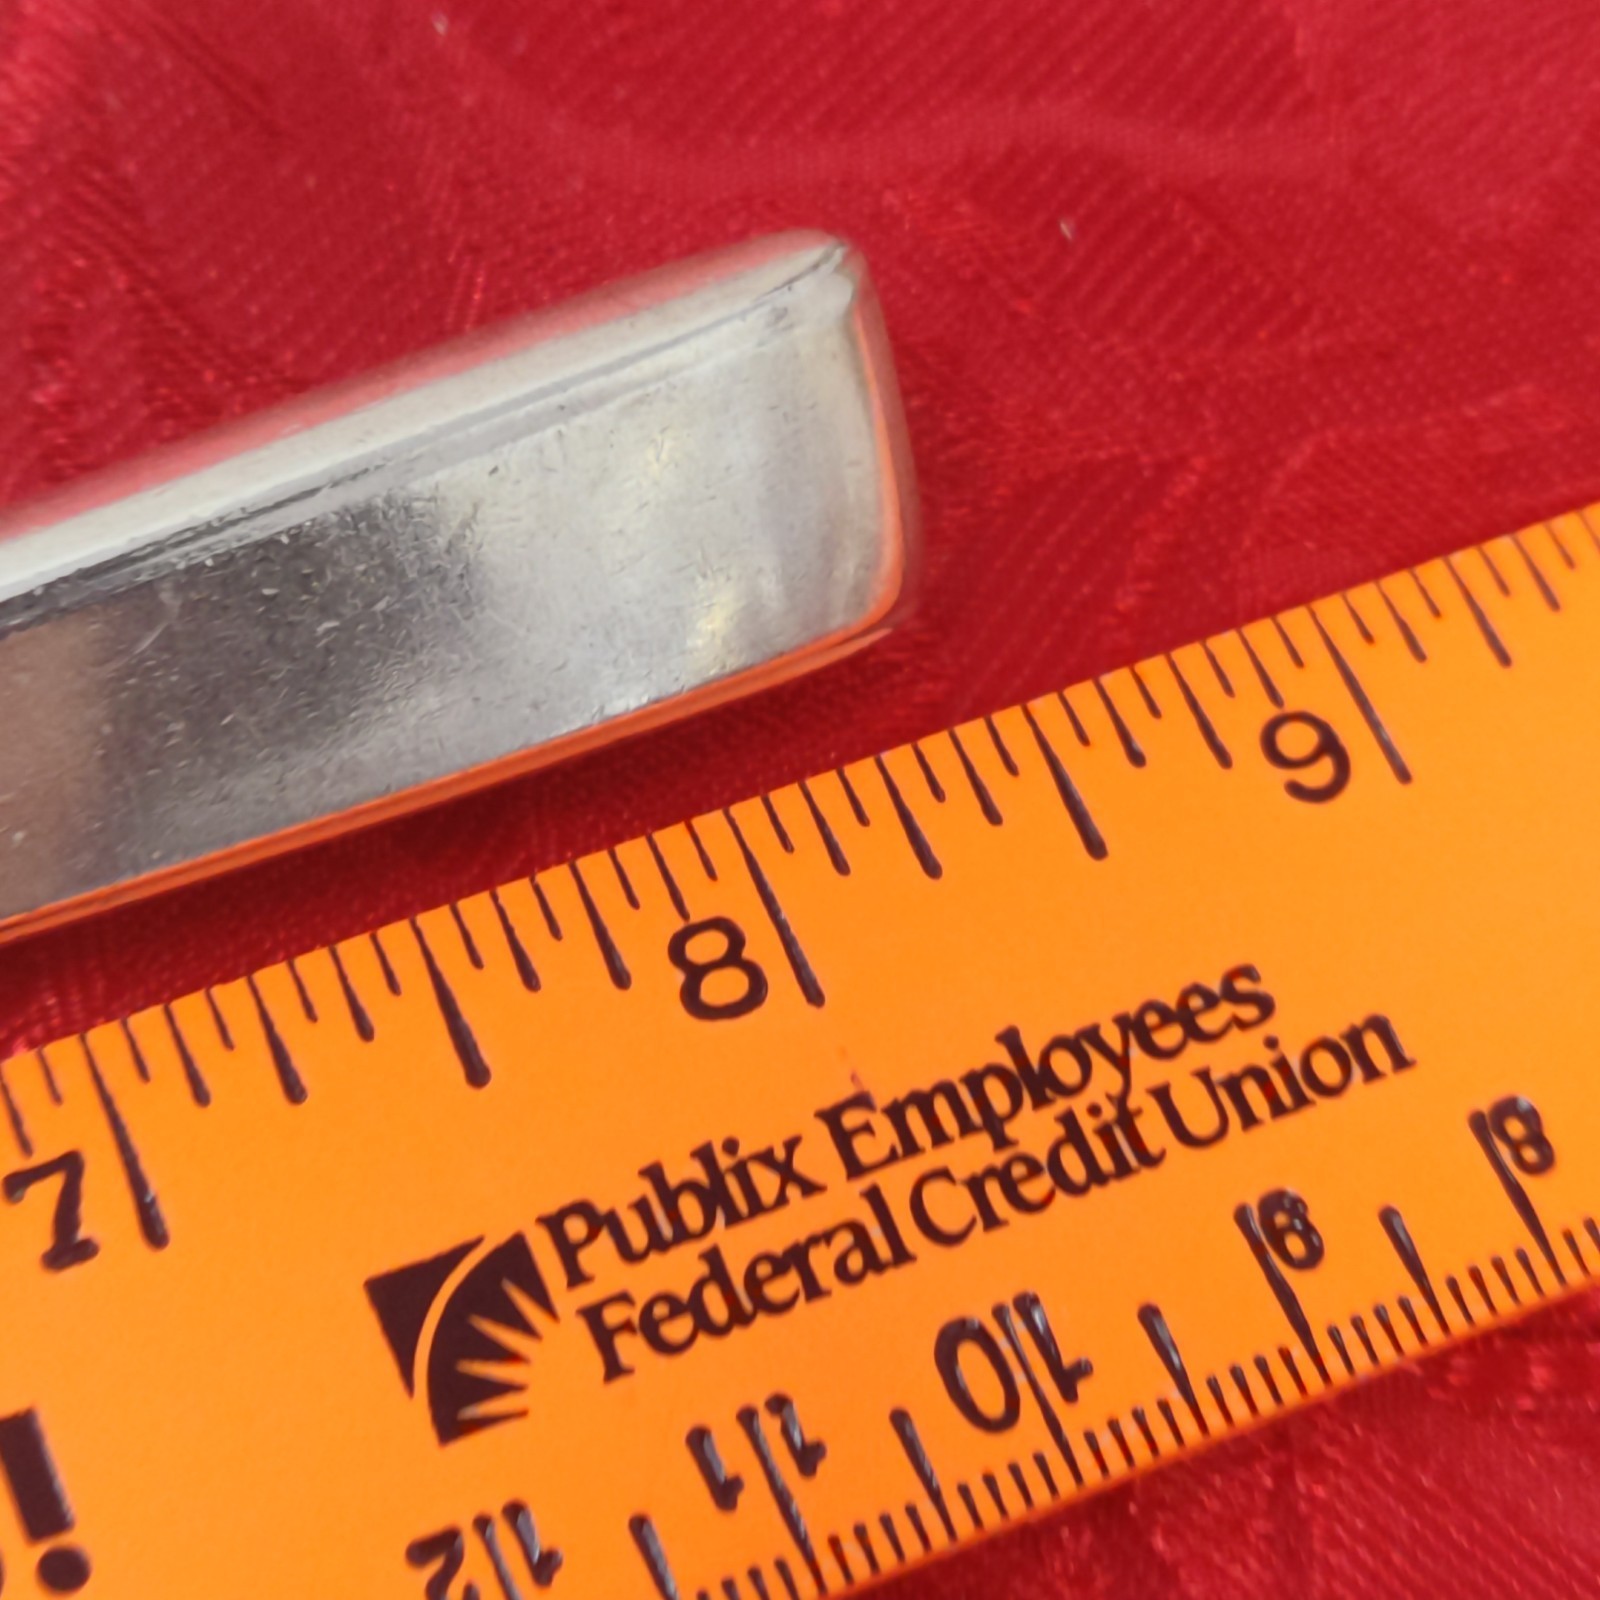 7 8 9
Publix Employees
Federal Credit Union
12 11 10 9 8